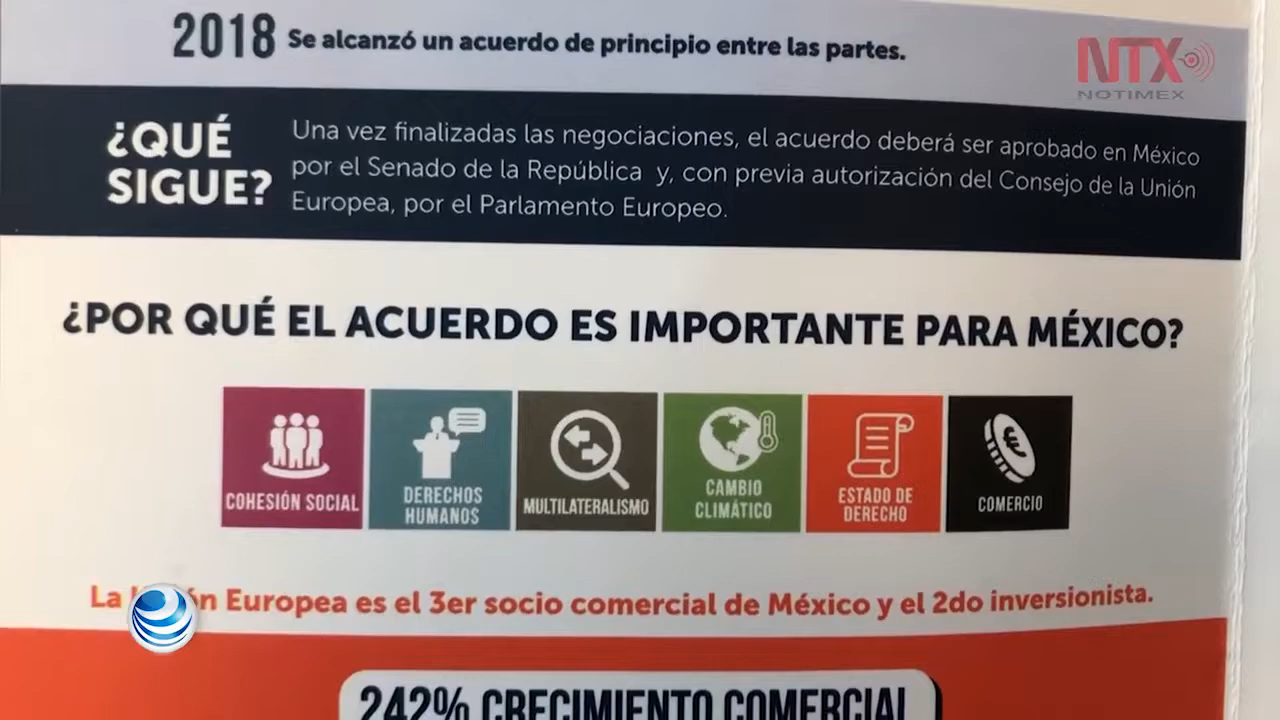 2018 Se alcanzó un acuerdo de principio entre las partes.
NTX
NOTIMEX
¿QUÉ
SIGUE?
Una vez finalizadas las negociaciones, el acuerdo deberá ser aprobado en México
por el Senado de la República y, con previa autorización del Consejo de la Unión
Europea, por el Parlamento Europeo.
¿POR QUÉ EL ACUERDO ES IMPORTANTE PARA MÉXICO?
COHESIÓN SOCIAL
DERECHOS
HUMANOS
MULTILATERALISMO
CAMBIO
CLIMÁTICO
ESTADO DE
DERECHO
COMERCIO
La Unión Europea es el 3er socio comercial de México y el 2do inversionista.
242% CRECIMIENTO COMERCIAL